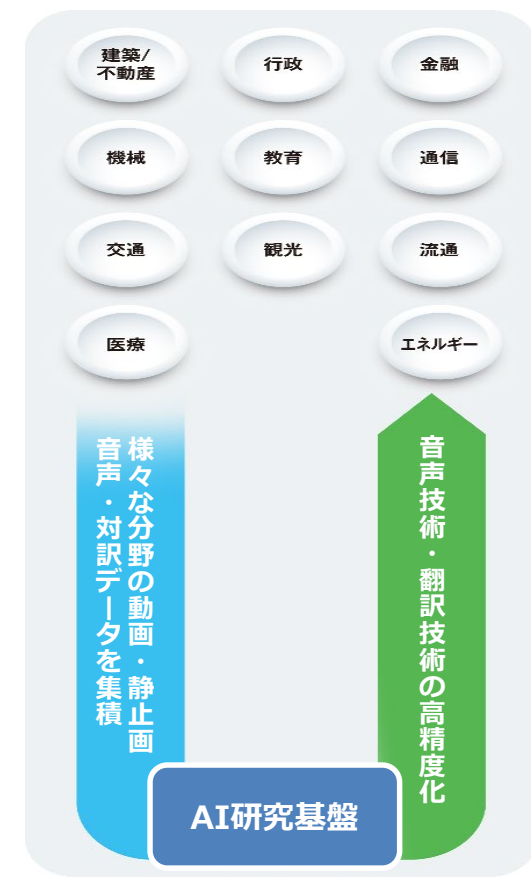 建築/
不動産
行政
金融
機械
教育
通信
交通
観光
流通
医療
エネルギー
様々な分野の動画・静止画
音声・対訳データを集積
音声技術・翻訳技術の高精度化
AI研究基盤